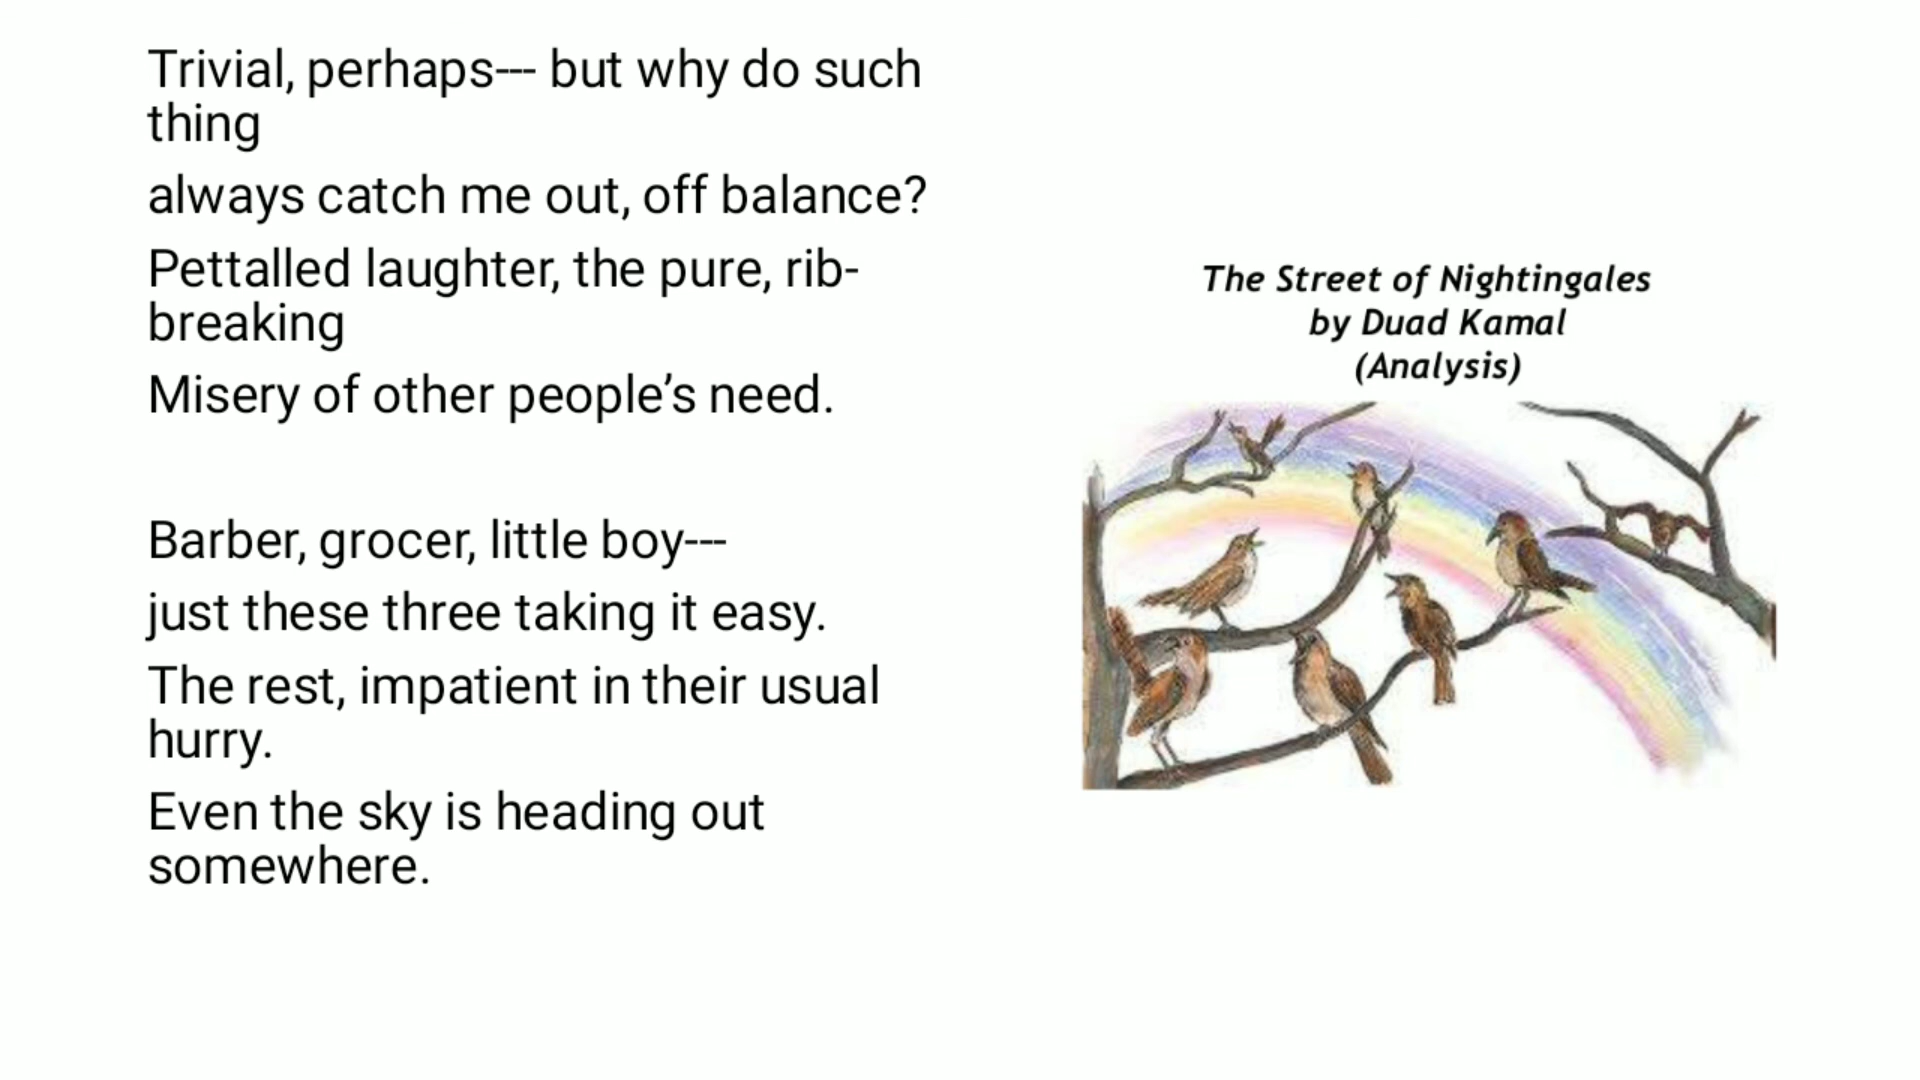 Trivial, perhaps--- but why do such
thing
always catch me out, off balance?
Pettalled laughter, the pure, rib-
breaking
Misery of other people’s need.
Barber, grocer, little boy---
just these three taking it easy.
The rest, impatient in their usual
hurry.
Even the sky is heading out
somewhere.
The Street of Nightingales
by Duad Kamal
(Analysis)